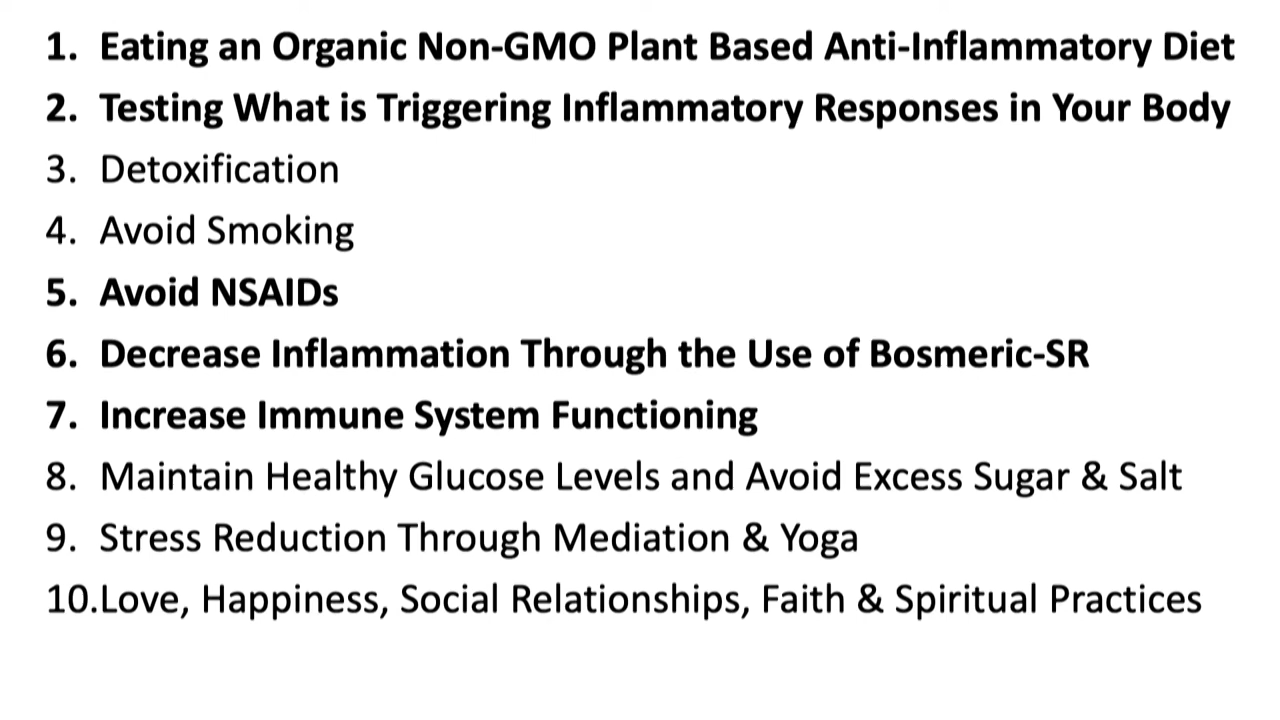 1. Eating an Organic Non-GMO Plant Based Anti-Inflammatory Diet
2. Testing What is Triggering Inflammatory Responses in Your Body
3. Detoxification
4. Avoid Smoking
5. Avoid NSAIDs
6. Decrease Inflammation Through the Use of Bosmeric-SR
7. Increase Immune System Functioning
8. Maintain Healthy Glucose Levels and Avoid Excess Sugar & Salt
9. Stress Reduction Through Mediation & Yoga
10.Love, Happiness, Social Relationships, Faith & Spiritual Practices